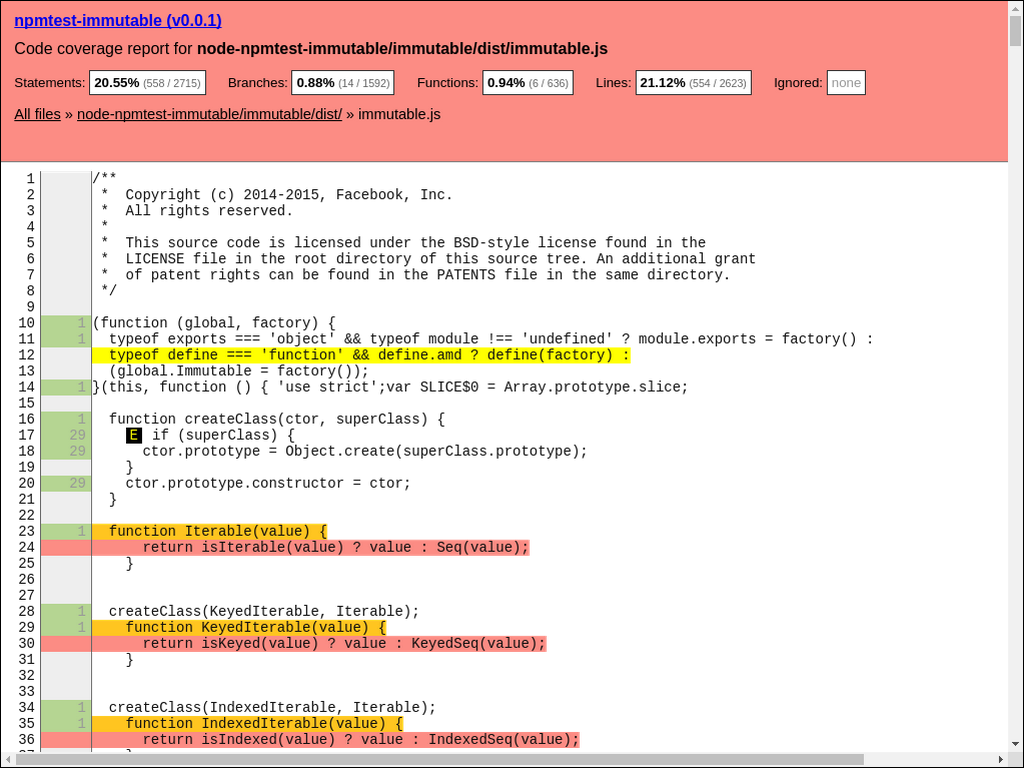 npmtest-immutable (v0.0.1)
Code coverage report for node-npmtest-immutable/immutable/dist/immutable.js
Statements: 20.55% (558 / 2715) Branches: 0.88% (14 / 1592) Functions: 0.94% (6 / 636) Lines: 21.12% (554 / 2623) Ignored: none
All files » node-npmtest-immutable/immutable/dist/ » immutable.js
1 /**
2  *  Copyright (c) 2014-2015, Facebook, Inc.
3  *  All rights reserved.
4  *
5  *  This source code is licensed under the BSD-style license found in the
6  *  LICENSE file in the root directory of this source tree. An additional grant
7  *  of patent rights can be found in the PATENTS file in the same directory.
8  */
9
10 1 (function (global, factory) {
11 1   typeof exports === 'object' && typeof module !== 'undefined' ? module.exports = factory() :
12   typeof define === 'function' && define.amd ? define(factory) :
13   (global.Immutable = factory());
14 1 }(this, function () { 'use strict';var SLICE$0 = Array.prototype.slice;
15
16 1   function createClass(ctor, superClass) {
17 29     E if (superClass) {
18 29       ctor.prototype = Object.create(superClass.prototype);
19     }
20 29     ctor.prototype.constructor = ctor;
21   }
22
23 1   function Iterable(value) {
24       return isIterable(value) ? value : Seq(value);
25     }
26
27
28 1   createClass(KeyedIterable, Iterable);
29 1     function KeyedIterable(value) {
30       return isKeyed(value) ? value : KeyedSeq(value);
31     }
32
33
34 1   createClass(IndexedIterable, Iterable);
35 1     function IndexedIterable(value) {
36       return isIndexed(value) ? value : IndexedSeq(value);